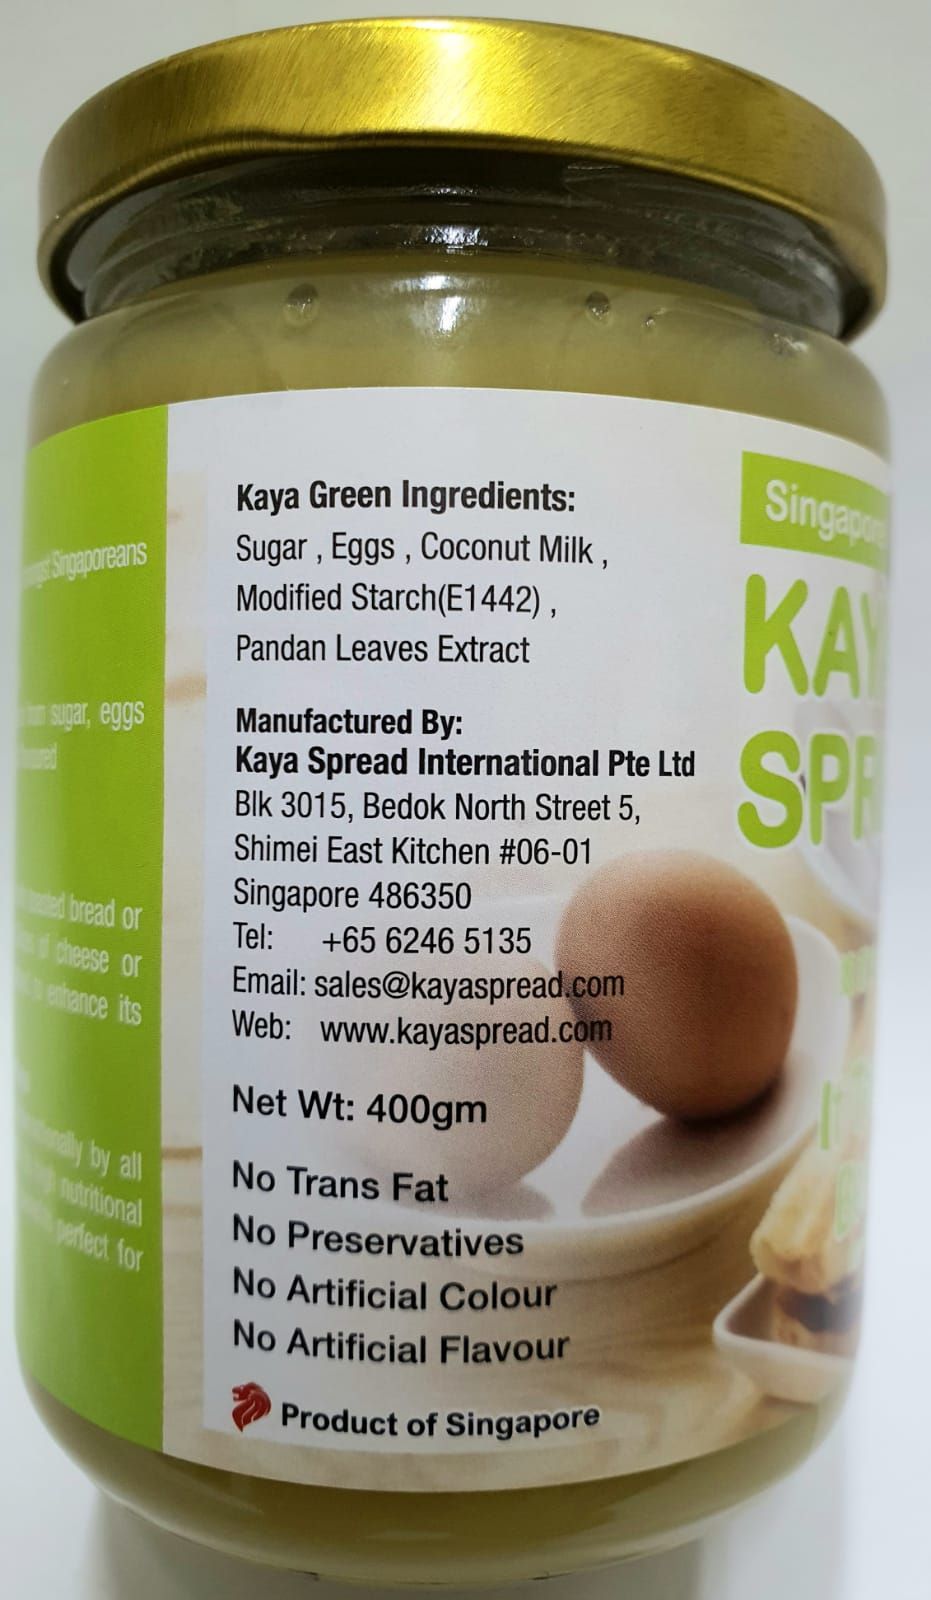 Singaporeans
sugar, eggs
bread or
of cheese or
enhance its
by all
nutritional
perfect for
Kaya Green Ingredients:
Sugar , Eggs , Coconut Milk ,
Modified Starch(E1442) ,
Pandan Leaves Extract
Manufactured By:
Kaya Spread International Pte Ltd
Blk 3015, Bedok North Street 5,
Shimei East Kitchen #06-01
Singapore 486350
Tel: +65 6246 5135
Email: sales@kayaspread.com
Web: www.kayaspread.com
Net Wt: 400gm
No Trans Fat
No Preservatives
No Artificial Colour
No Artificial Flavour
Product of Singapore